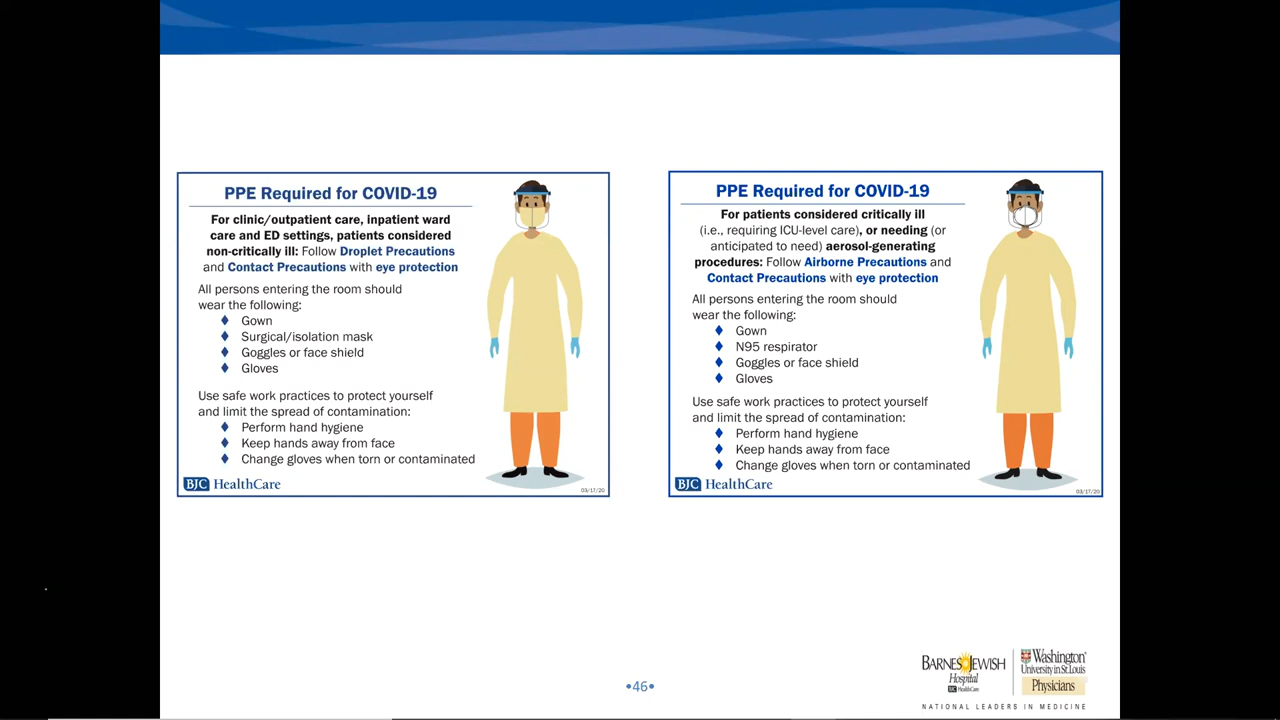 PPE Required for COVID-19
For clinic/outpatient care, inpatient ward
care and ED settings, patients considered
non-critically ill: Follow Droplet Precautions
and Contact Precautions with eye protection
All persons entering the room should
wear the following:
♦ Gown
♦ Surgical/isolation mask
♦ Goggles or face shield
♦ Gloves
Use safe work practices to protect yourself
and limit the spread of contamination:
♦ Perform hand hygiene
♦ Keep hands away from face
♦ Change gloves when torn or contaminated
BJC HealthCare
03/17/20
PPE Required for COVID-19
For patients considered critically ill
(i.e., requiring ICU-level care), or needing (or
anticipated to need) aerosol-generating
procedures: Follow Airborne Precautions and
Contact Precautions with eye protection
All persons entering the room should
wear the following:
♦ Gown
♦ N95 respirator
♦ Goggles or face shield
♦ Gloves
Use safe work practices to protect yourself
and limit the spread of contamination:
♦ Perform hand hygiene
♦ Keep hands away from face
♦ Change gloves when torn or contaminated
BJC HealthCare
03/17/20
•46•
BARNES JEWISH
Hospital
BJC HealthCare
Washington
University in St. Louis
Physicians
NATIONAL LEADERS IN MEDICINE